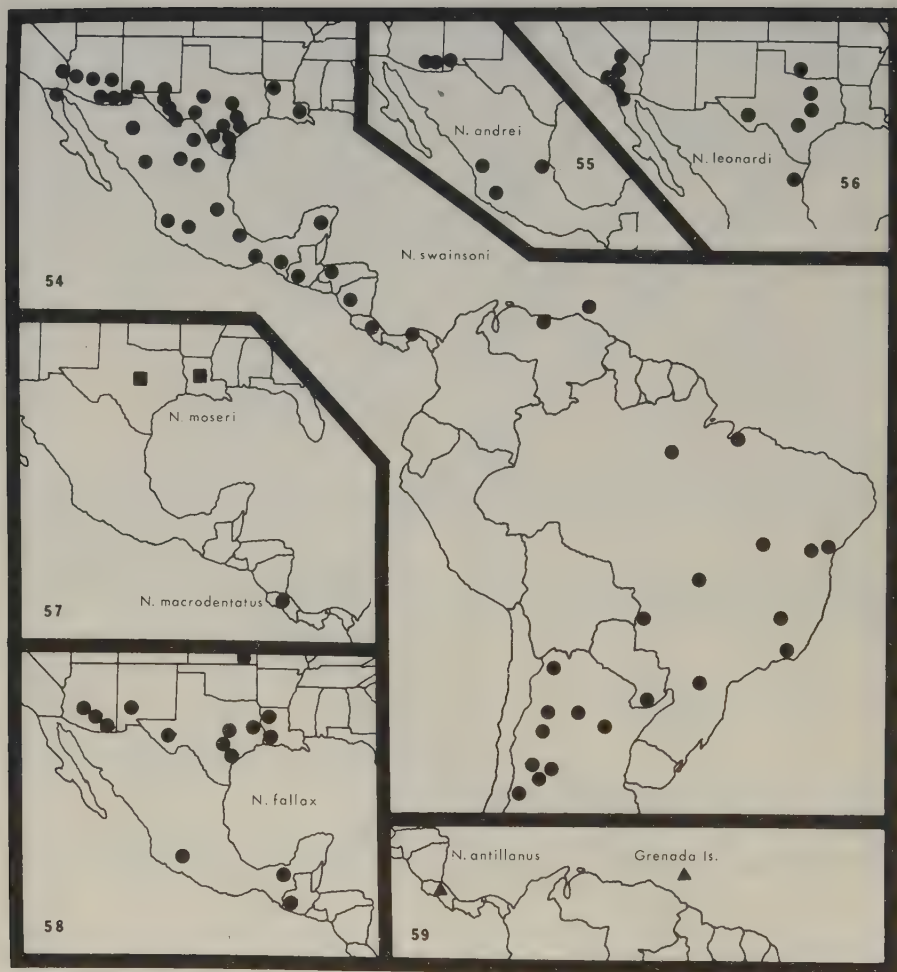 N. andrei
55
N. leonardi
56
N. swainsoni
54
N. moseri
N. macrodentatus
57
N. fallax
58
N. antillanus
Grenada Is.
59